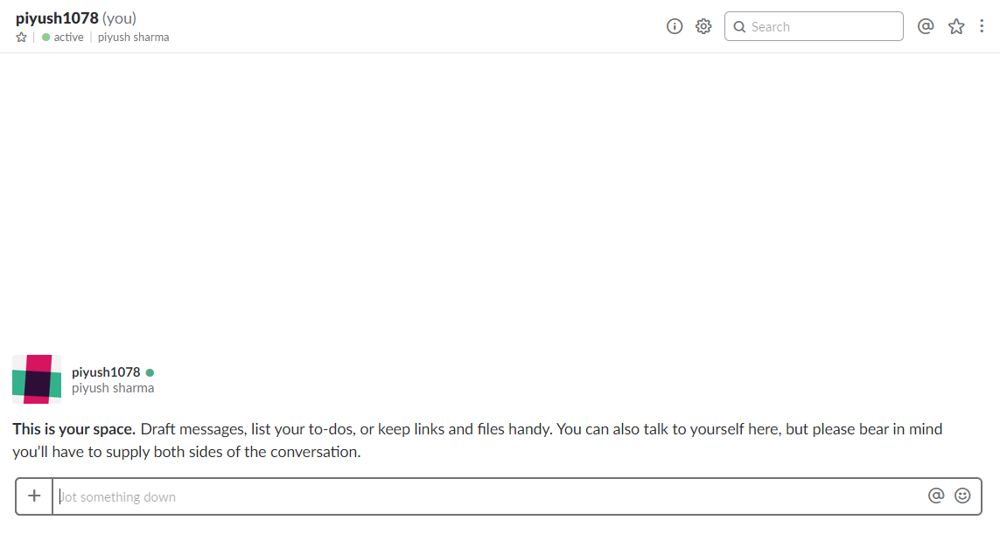 piyush1078 (you)
active | piyush sharma
Search
piyush1078
piyush sharma
This is your space. Draft messages, list your to-dos, or keep links and files handy. You can also talk to yourself here, but please bear in mind
you’ll have to supply both sides of the conversation.
Jot something down